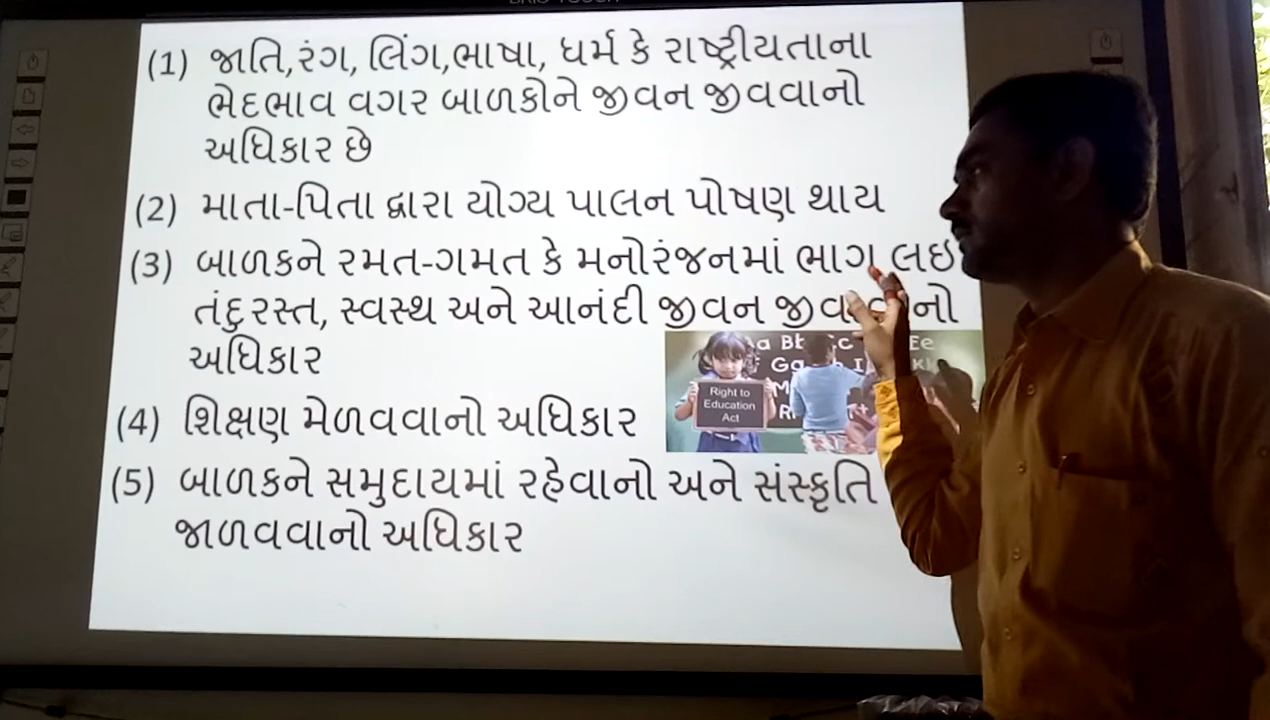 (1) જાતિ,રંગ, લિંગ,ભાષા, ધર્મ કે રાષ્ટ્રીયતાના
ભેદભાવ વગર બાળકોને જીવન જીવવાનો
અધિકાર છે
(2) માતા-પિતા દ્વારા યોગ્ય પાલન પોષણ થાય
(3) બાળકને રમત-ગમત કે મનોરંજનમાં ભાગ
તંદુરસ્ત, સ્વસ્થ અને આનંદી જીવન જીવવાનો
અધિકાર
Right to
Education
Act
(4) શિક્ષણ મેળવવાનો અધિકાર
(5) બાળકને સમુદાયમાં રહેવાનો અને સંસ્કૃતિ
જાળવવાનો અધિકાર